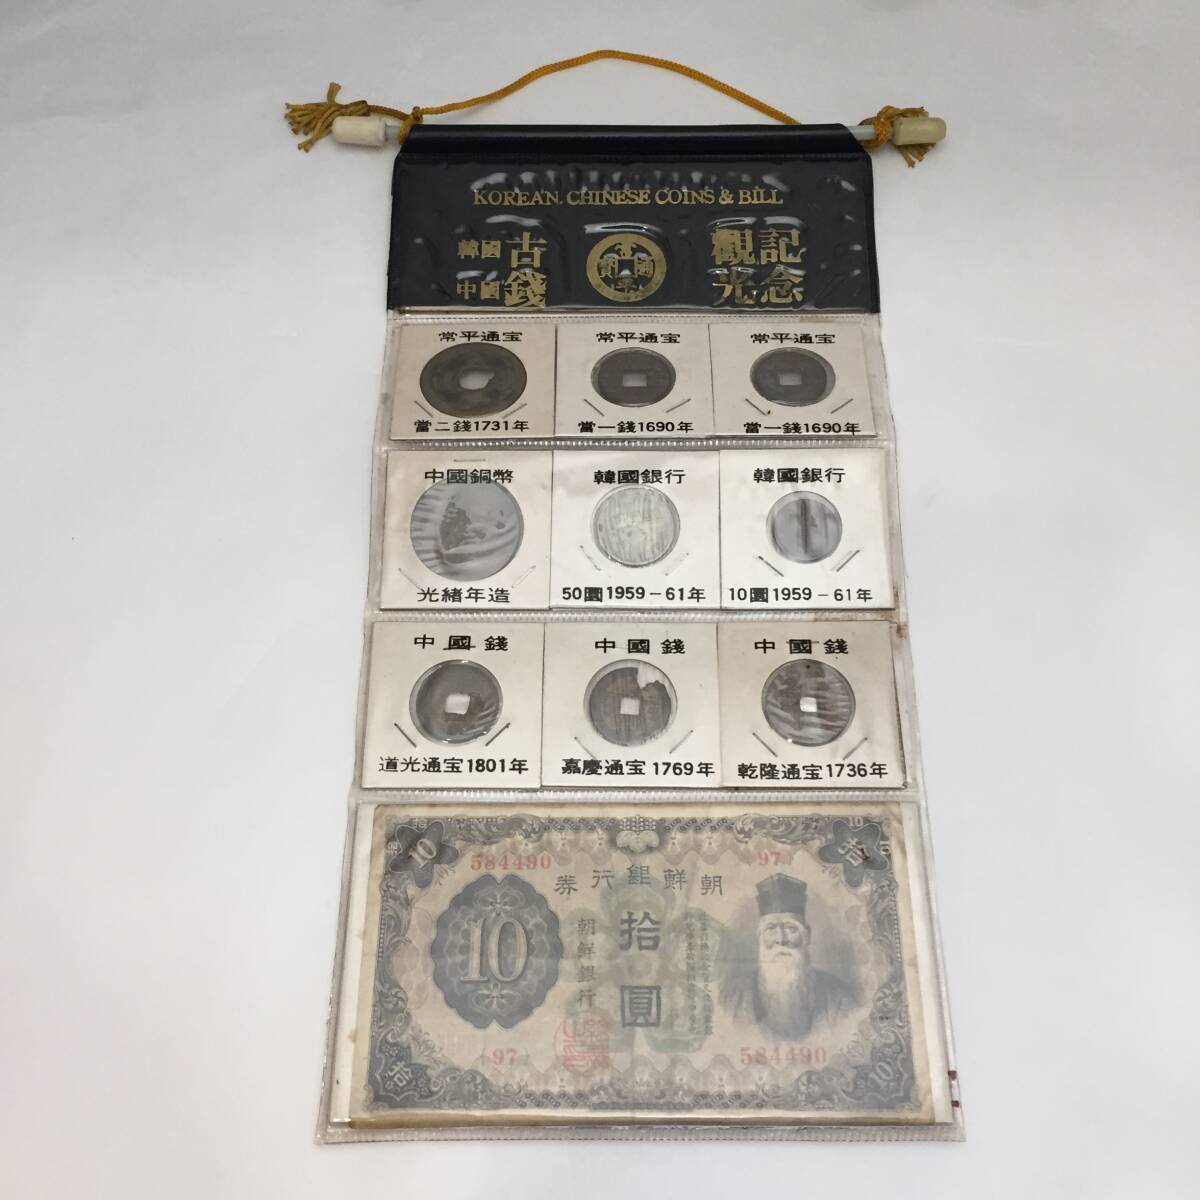 KOREAN CHINESE COINS & BILL
韓國 古錢 觀光 記念
中國
常平通宝
當二錢1731年
常平通宝
當一錢1690年
常平通宝
當一錢1690年
中國銅幣
光緒年造
韓國銀行
50圜1959-61年
韓國銀行
10圜1959-61年
中國錢
道光通宝1801年
中國錢
嘉慶通宝1769年
中國錢
乾隆通宝1736年
10
584490
97
10
拾
券行銀鮮朝
10
朝鮮銀行
拾圓
97
584490
拾
10